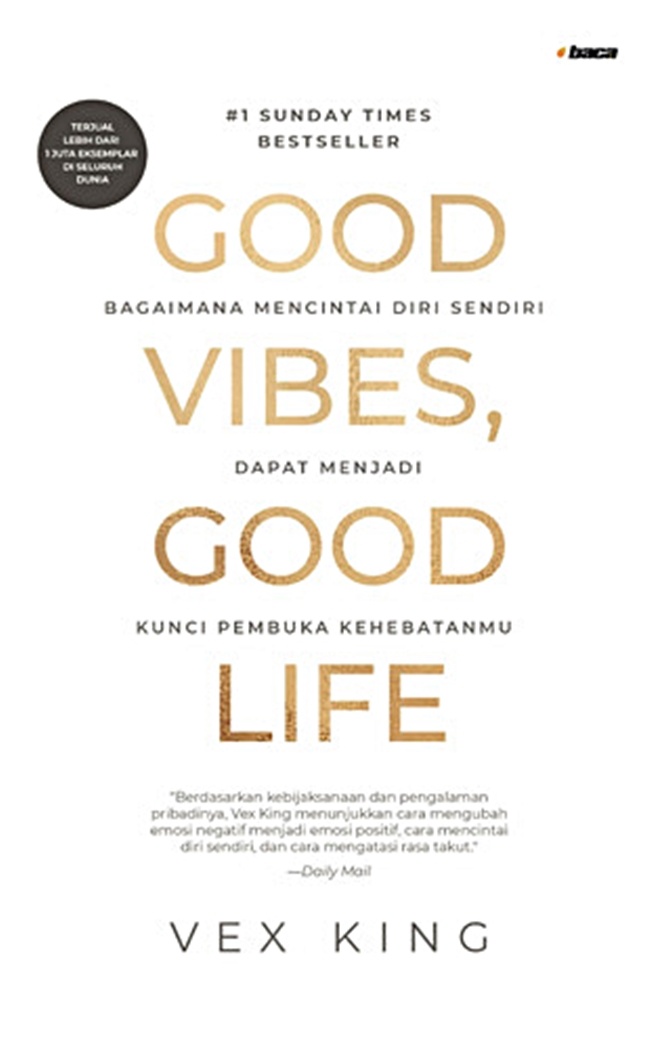 baca
#1 SUNDAY TIMES
BESTSELLER
TERJUAL
LEBIH DARI
1 JUTA EKSEMPLAR
DI SELURUH
DUNIA
GOOD
BAGAIMANA MENCINTAI DIRI SENDIRI
VIBES,
DAPAT MENJADI
GOOD
KUNCI PEMBUKA KEHEBATANMU
LIFE
"Berdasarkan kebijaksanaan dan pengalaman
pribadinya, Vex King menunjukkan cara mengubah
emosi negatif menjadi emosi positif, cara mencintai
diri sendiri, dan cara mengatasi rasa takut."
—Daily Mail
VEX KING